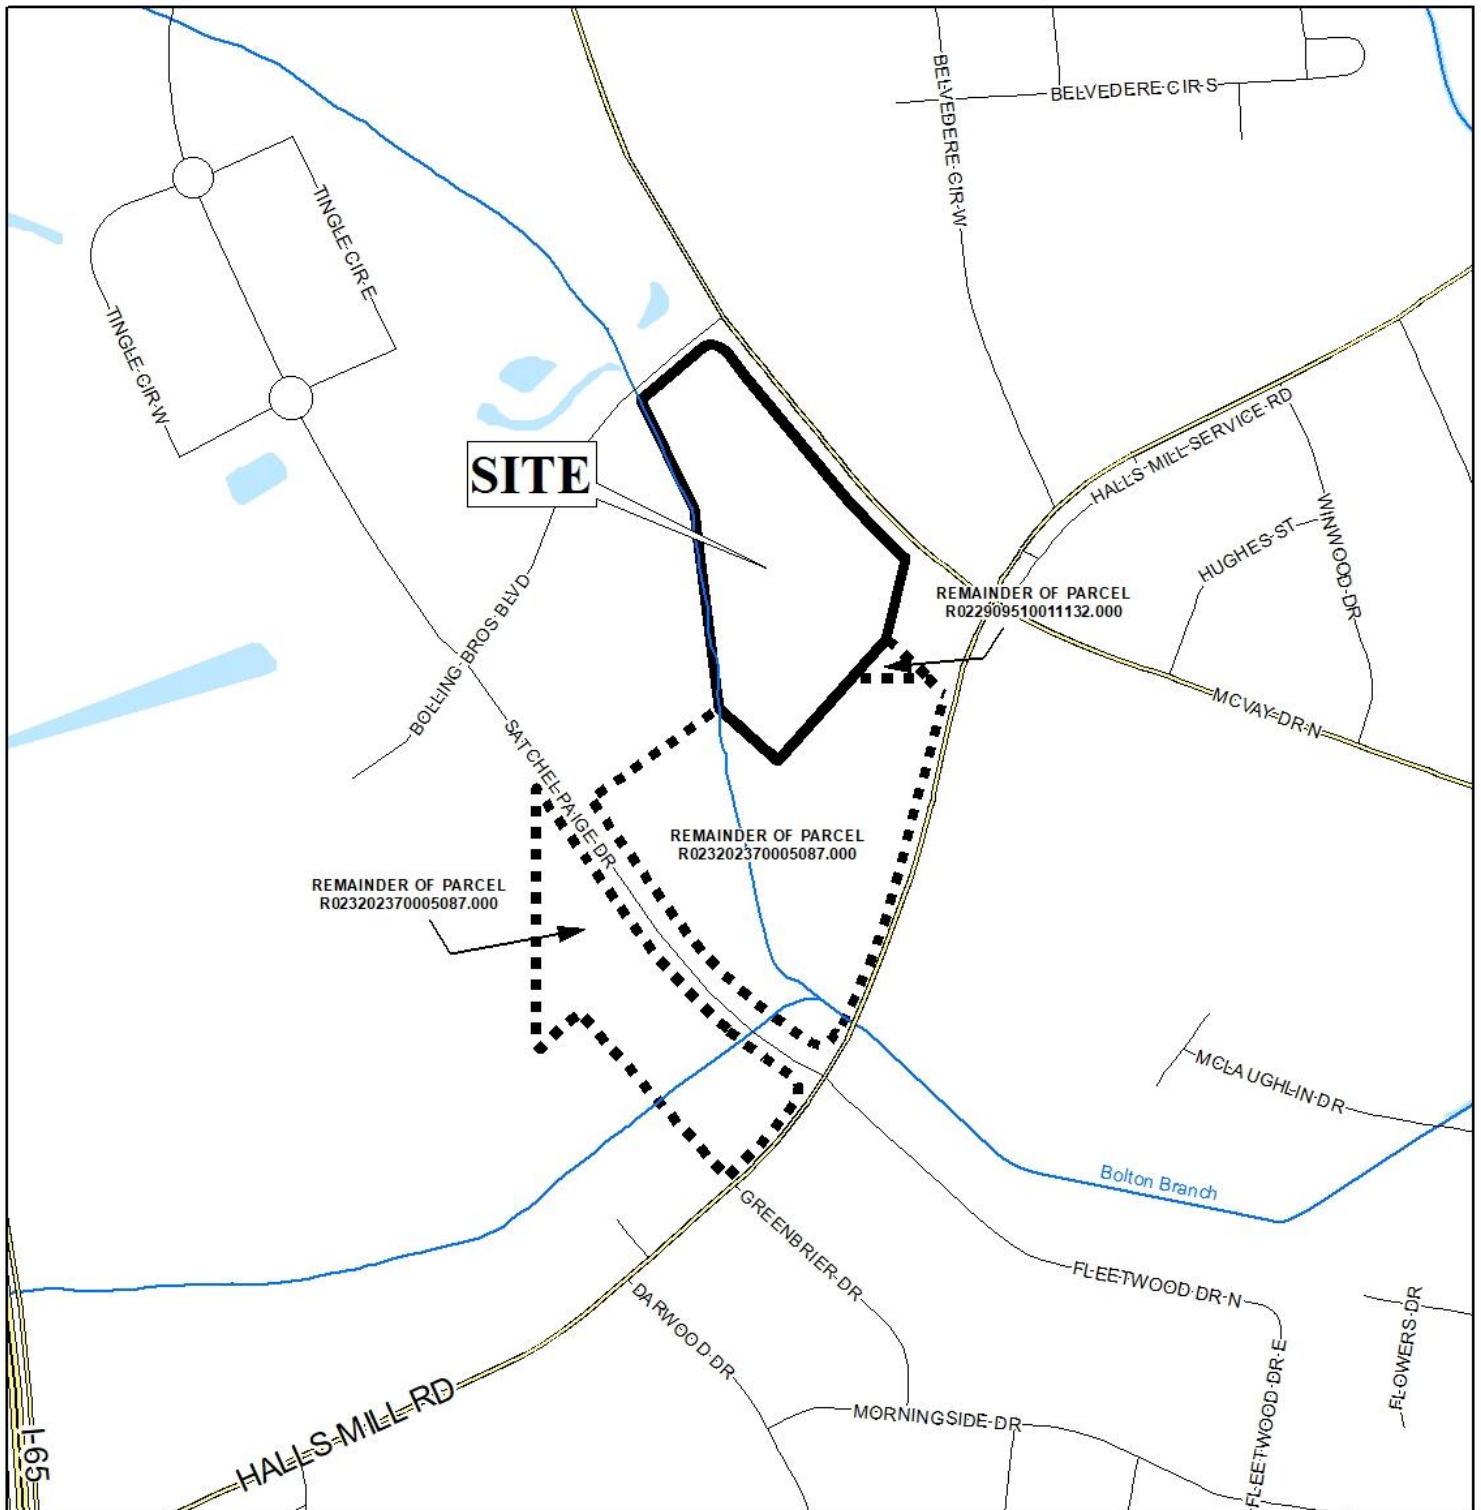 BELVEDERE CIR S
BELVEDERE CIR W
TINGLE CIR E
TINGLE CIR W
HALLS MILL SERVICE RD
SITE
WINWOOD DR
HUGHES ST
BOLLING BROS BLVD
REMAINDER OF PARCEL
R022909510011132.000
MCVAY DR N
SATCHEL PAIGE DR
REMAINDER OF PARCEL
R023202370005087.000
REMAINDER OF PARCEL
R023202370005087.000
MCLAUGHLIN DR
Bolton Branch
GREENBRIER DR
FLEETWOOD DR N
DARWOOD DR
FLOWERS DR
FLEETWOOD DR E
HALLS MILL RD
MORNINGSIDE DR
I-65